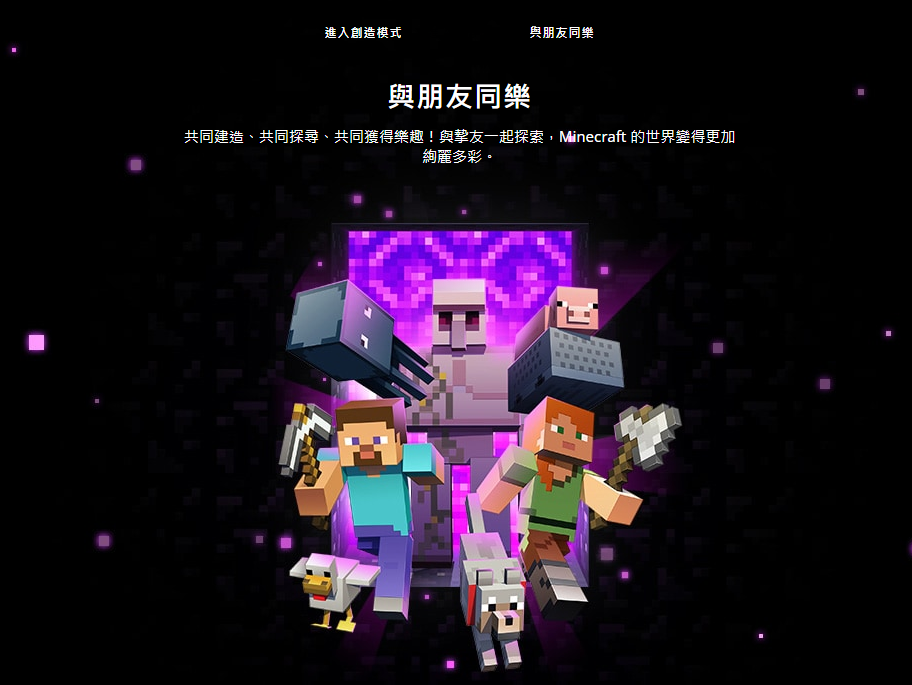 進入創造模式
與朋友同樂
與朋友同樂
共同建造、共同探尋、共同獲得樂趣！與摯友一起探索，Minecraft 的世界變得更加
絢麗多彩。